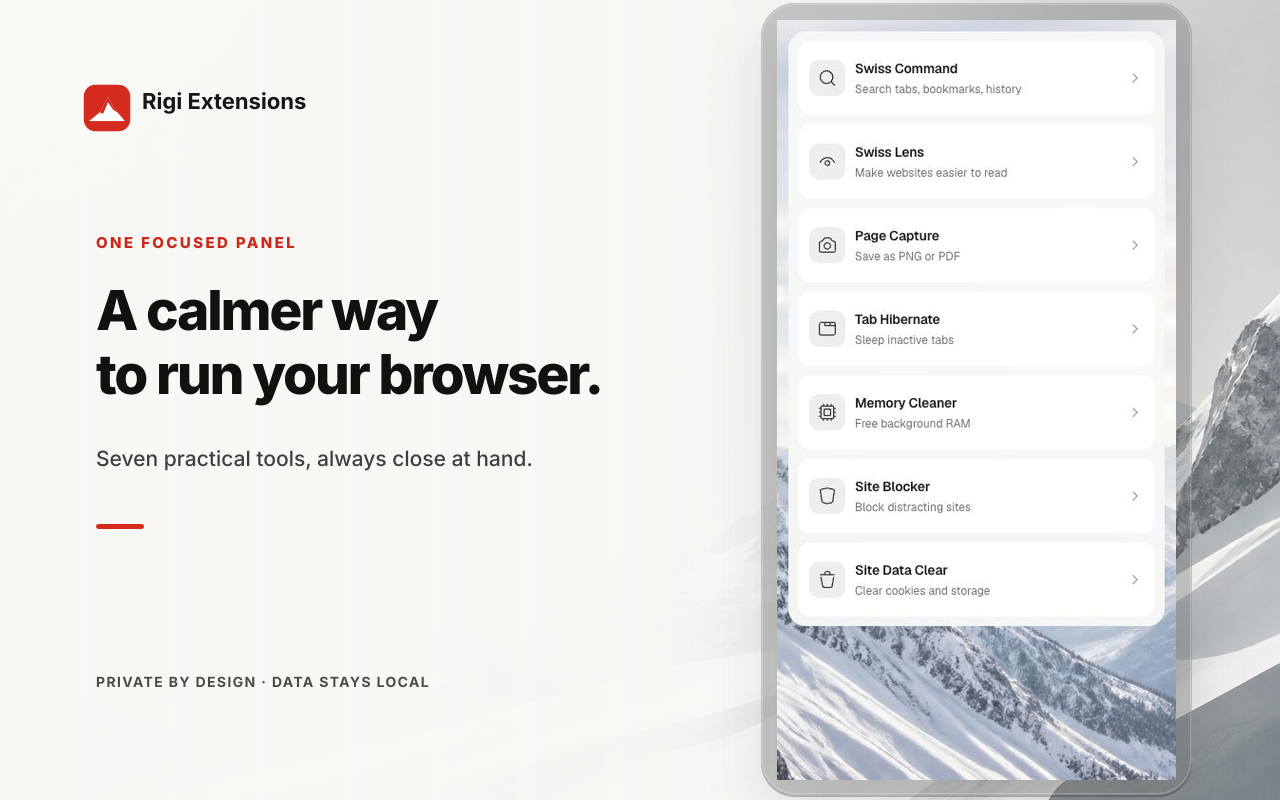 Rigi Extensions
ONE FOCUSED PANEL
A calmer way
to run your browser.
Seven practical tools, always close at hand.
PRIVATE BY DESIGN · DATA STAYS LOCAL
Swiss Command
Search tabs, bookmarks, history
Swiss Lens
Make websites easier to read
Page Capture
Save as PNG or PDF
Tab Hibernate
Sleep inactive tabs
Memory Cleaner
Free background RAM
Site Blocker
Block distracting sites
Site Data Clear
Clear cookies and storage